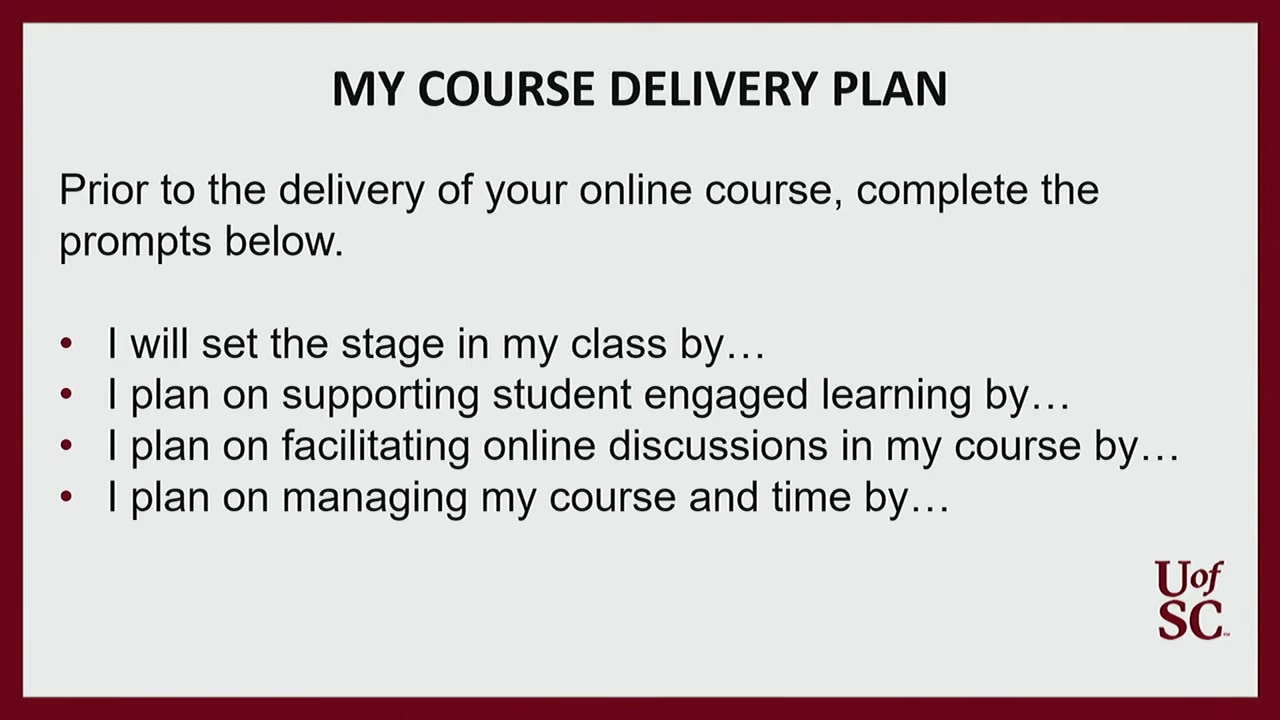 MY COURSE DELIVERY PLAN
Prior to the delivery of your online course, complete the
prompts below.
• I will set the stage in my class by…
• I plan on supporting student engaged learning by…
• I plan on facilitating online discussions in my course by…
• I plan on managing my course and time by…
Uof
SC™